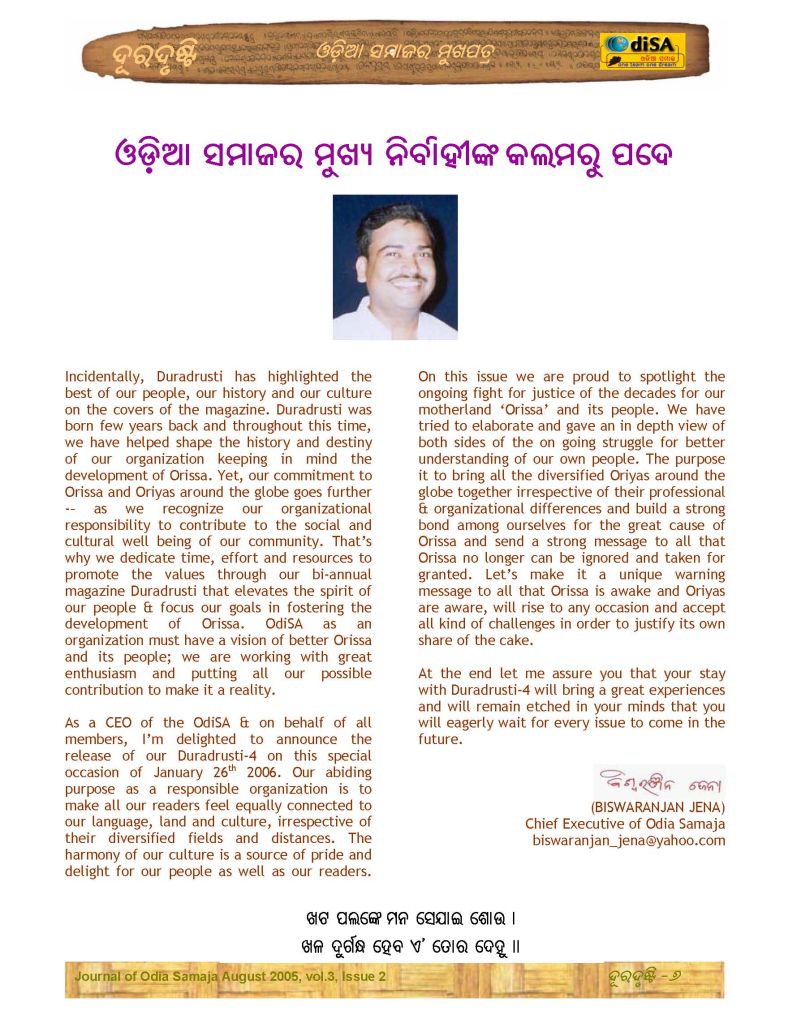 ଦୂରଦୃଷ୍ଟି
ଓଡ଼ିଆ ସମାଜର ମୁଖପତ୍ର
OdiSA
ଓଡ଼ିଆ ସମାଜ
one team one dream
ଓଡ଼ିଆ ସମାଜର ମୁଖ୍ୟ ନିର୍ବାହୀଙ୍କ କଲମରୁ ପଦେ
Incidentally, Duradrusti has highlighted the
best of our people, our history and our culture
on the covers of the magazine. Duradrusti was
born few years back and throughout this time,
we have helped shape the history and destiny
of our organization keeping in mind the
development of Orissa. Yet, our commitment to
Orissa and Oriyas around the globe goes further
-- as we recognize our organizational
responsibility to contribute to the social and
cultural well being of our community. That's
why we dedicate time, effort and resources to
promote the values through our bi-annual
magazine Duradrusti that elevates the spirit of
our people & focus our goals in fostering the
development of Orissa. OdiSA as an
organization must have a vision of better Orissa
and its people; we are working with great
enthusiasm and putting all our possible
contribution to make it a reality.
As a CEO of the OdiSA & on behalf of all
members, I'm delighted to announce the
release of our Duradrusti-4 on this special
occasion of January 26th 2006. Our abiding
purpose as a responsible organization is to
make all our readers feel equally connected to
our language, land and culture, irrespective of
their diversified fields and distances. The
harmony of our culture is a source of pride and
delight for our people as well as our readers.
On this issue we are proud to spotlight the
ongoing fight for justice of the decades for our
motherland 'Orissa' and its people. We have
tried to elaborate and gave an in depth view of
both sides of the on going struggle for better
understanding of our own people. The purpose
it to bring all the diversified Oriyas around the
globe together irrespective of their professional
& organizational differences and build a strong
bond among ourselves for the great cause of
Orissa and send a strong message to all that
Orissa no longer can be ignored and taken for
granted. Let's make it a unique warning
message to all that Orissa is awake and Oriyas
are aware, will rise to any occasion and accept
all kind of challenges in order to justify its own
share of the cake.
At the end let me assure you that your stay
with Duradrusti-4 will bring a great experiences
and will remain etched in your minds that you
will eagerly wait for every issue to come in the
future.
ବିଶ୍ୱରଞ୍ଜନ ଜେନା
(BISWARANJAN JENA)
Chief Executive of Odia Samaja
biswaranjan_jena@yahoo.com
ଖଟ ପଲଙ୍କେ ମନ ସେଯାଇ ଶୋଉ ।
ଖଳ ଦୁର୍ଗନ୍ଧ ହେବ ଏ' ତୋର ଦେହୁ ॥
Journal of Odia Samaja August 2005, vol.3, Issue 2
ଦୂରଦୃଷ୍ଟି - ୬